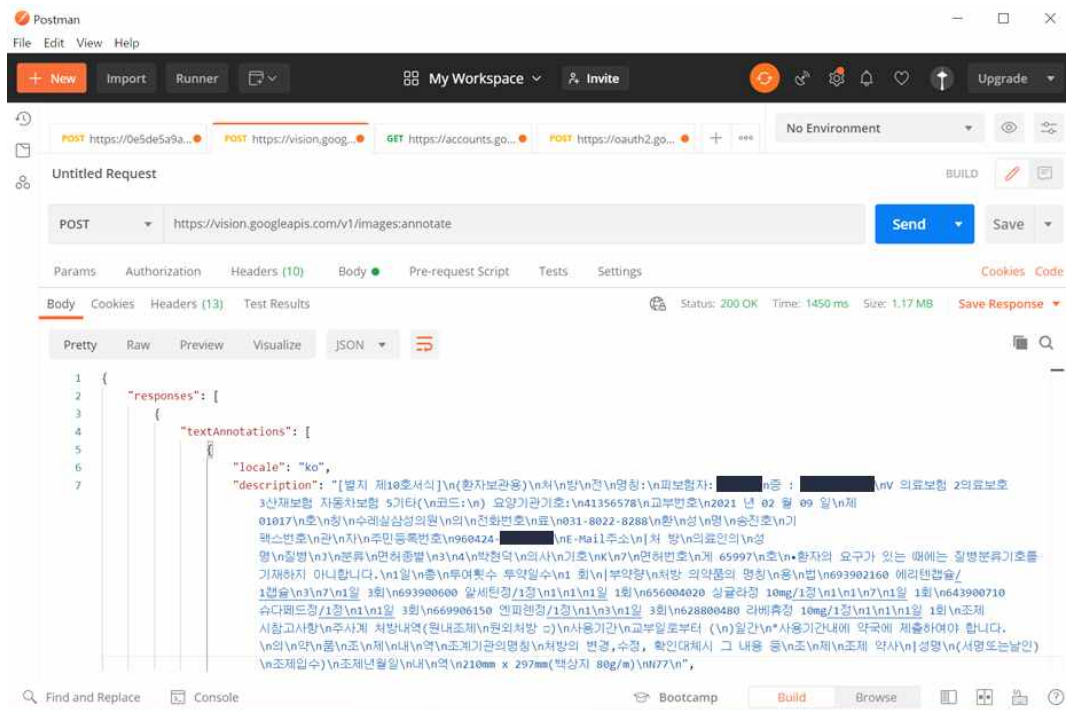 Postman
File Edit View Help
+ New Import Runner My Workspace Invite Upgrade
POST https://0e5de5a9a... POST https://vision.goog... GET https://accounts.go... POST https://oauth2.go... No Environment
Untitled Request BUILD
POST https://vision.googleapis.com/v1/images:annotate Send Save
Params Authorization Headers (10) Body Pre-request Script Tests Settings Cookies Code
Body Cookies Headers (13) Test Results Status: 200 OK Time: 1450 ms Size: 1.17 MB Save Response
Pretty Raw Preview Visualize JSON
1 {
2 "responses": [
3 {
4 "textAnnotations": [
5 {
6 "locale": "ko",
7 "description": "[별지 제10호서식]\n(환자보관용)\n처\n방\n전\n명칭:\n피보험자: \n증 : \nV 의료보험 2의료보호
3산재보험 자동차보험 5기타(\n코드:\n) 요양기관기호:\n41356578\n교부번호\n2021 년 02 월 09 일\n제
01017\n호\n칭\n수레실삼성의원\n의\n전화번호\n료\n031-8022-8288\n환\n성\n명\n송진호\n기
팩스번호\n관\n자\n주민등록번호\n960424- \nE-Mail주소\n|처 방\n의료인의\n성
명\n질병\nJ\n분류\n면허종별\n3\n4\n박현덕\n의사\n기호\nK\n7\n면허번호\n게 65997\n호\n•환자의 요구가 있는 때에는 질병분류기호를
기재하지 아니합니다.\n1일\n총\n투여횟수 투약일수\n1 회\n|부약량\n처방 의약품의 명칭\n용\n법\n693902160 에리텐캡슐/
1캡슐\n3\n7\n1일 3회\n693900600 알세틴정/1정\n1\n1\n1일 1회\n656004020 싱귤라정 10mg/1정\n1\n1\n7\n1일 1회\n643900710
슈다페드정/1정\n1\n1일 3회\n669906150 엔피렌정/1정\n1\n3\n1일 3회\n628800480 라베휴정 10mg/1정\n1\n1\n1일 1회\n조제
시참고사항\n주사계 처방내역(원내조제\n원외처방 □)\n사용기간\n교부일로부터 (\n)일간\n*사용기간내에 약국에 제출하여야 합니다.
\n의\n약\n품\n조\n제\n내\n역\n조계기관의명칭\n처방의 변경,수정, 확인대체시 그 내용 등\n조\n제\n조제 약사\n|성명\n(서명또는날인)
\n조제입수)\n조제년월일\n내\n역\n210mm x 297mm(백상지 80g/m)\nN77\n",
Find and Replace Console Bootcamp Build Browse